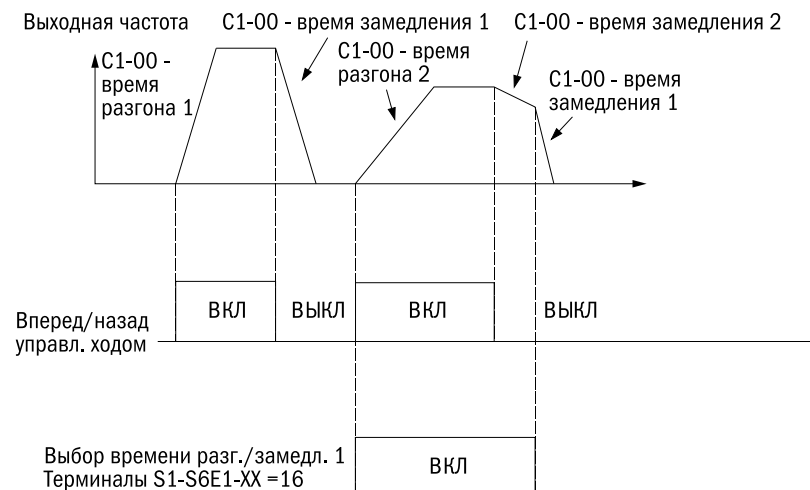 Выходная частота
C1-00 - время замедления 1
C1-00 - время замедления 2
C1-00 -
время
разгона 1
C1-00 - время
разгона 2
C1-00 - время
замедления 1
ВКЛ
ВЫКЛ
ВКЛ
ВЫКЛ
Вперед/назад
управл. ходом
Выбор времени разг./замедл. 1
Терминалы S1-S6E1-XX =16
ВКЛ